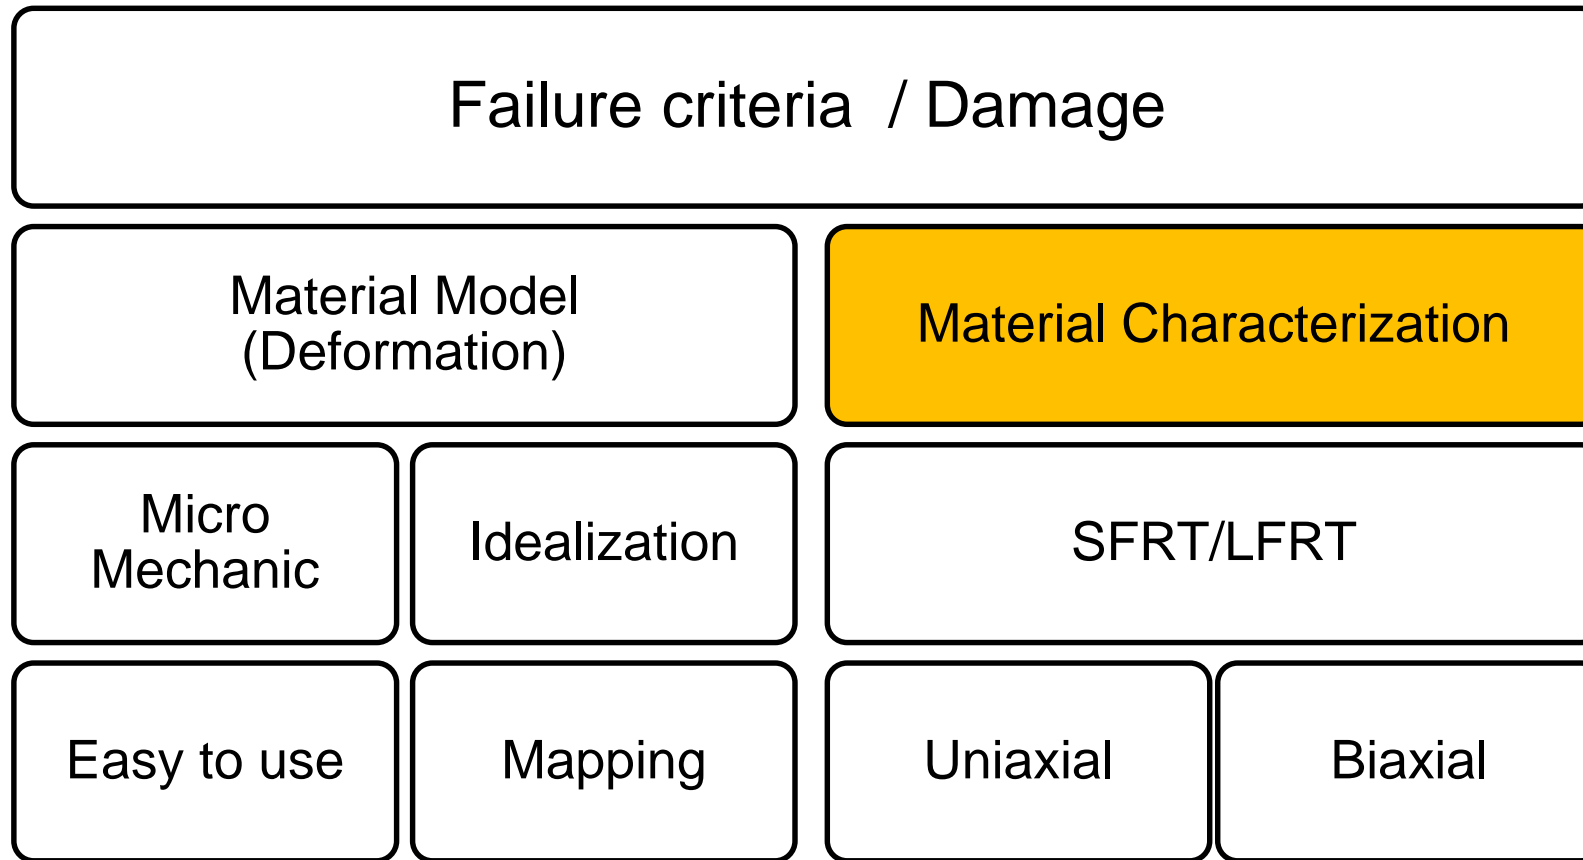 Failure criteria / Damage
Material Model
(Deformation)
Material Characterization
Micro
Mechanic
Idealization
SFRT/LFRT
Easy to use
Mapping
Uniaxial
Biaxial